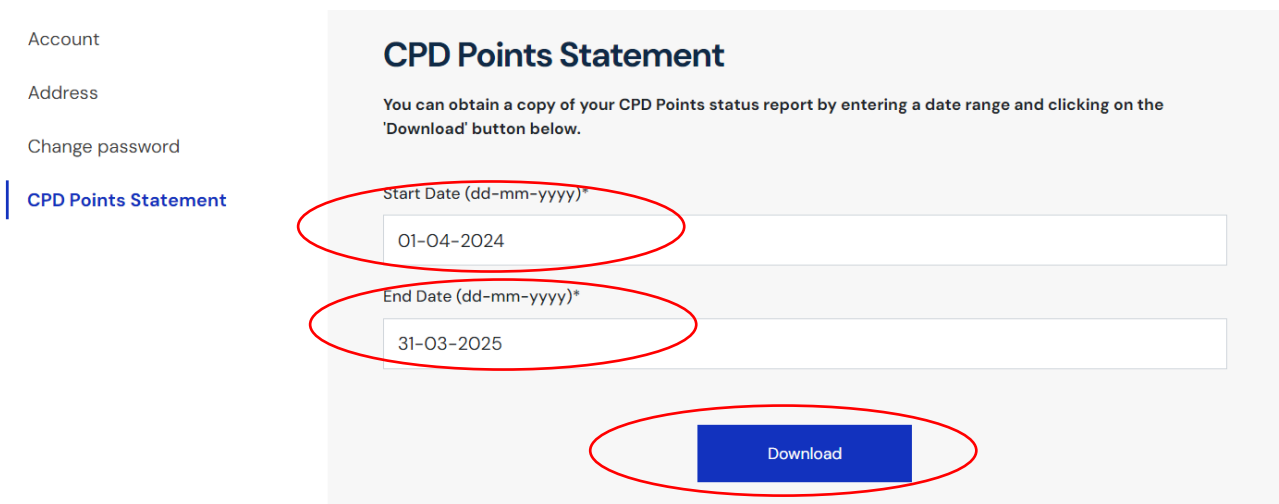 Account
Address
Change password
CPD Points Statement
CPD Points Statement
You can obtain a copy of your CPD Points status report by entering a date range and clicking on the
'Download' button below.
Start Date (dd-mm-yyyy)*
01-04-2024
End Date (dd-mm-yyyy)*
31-03-2025
Download